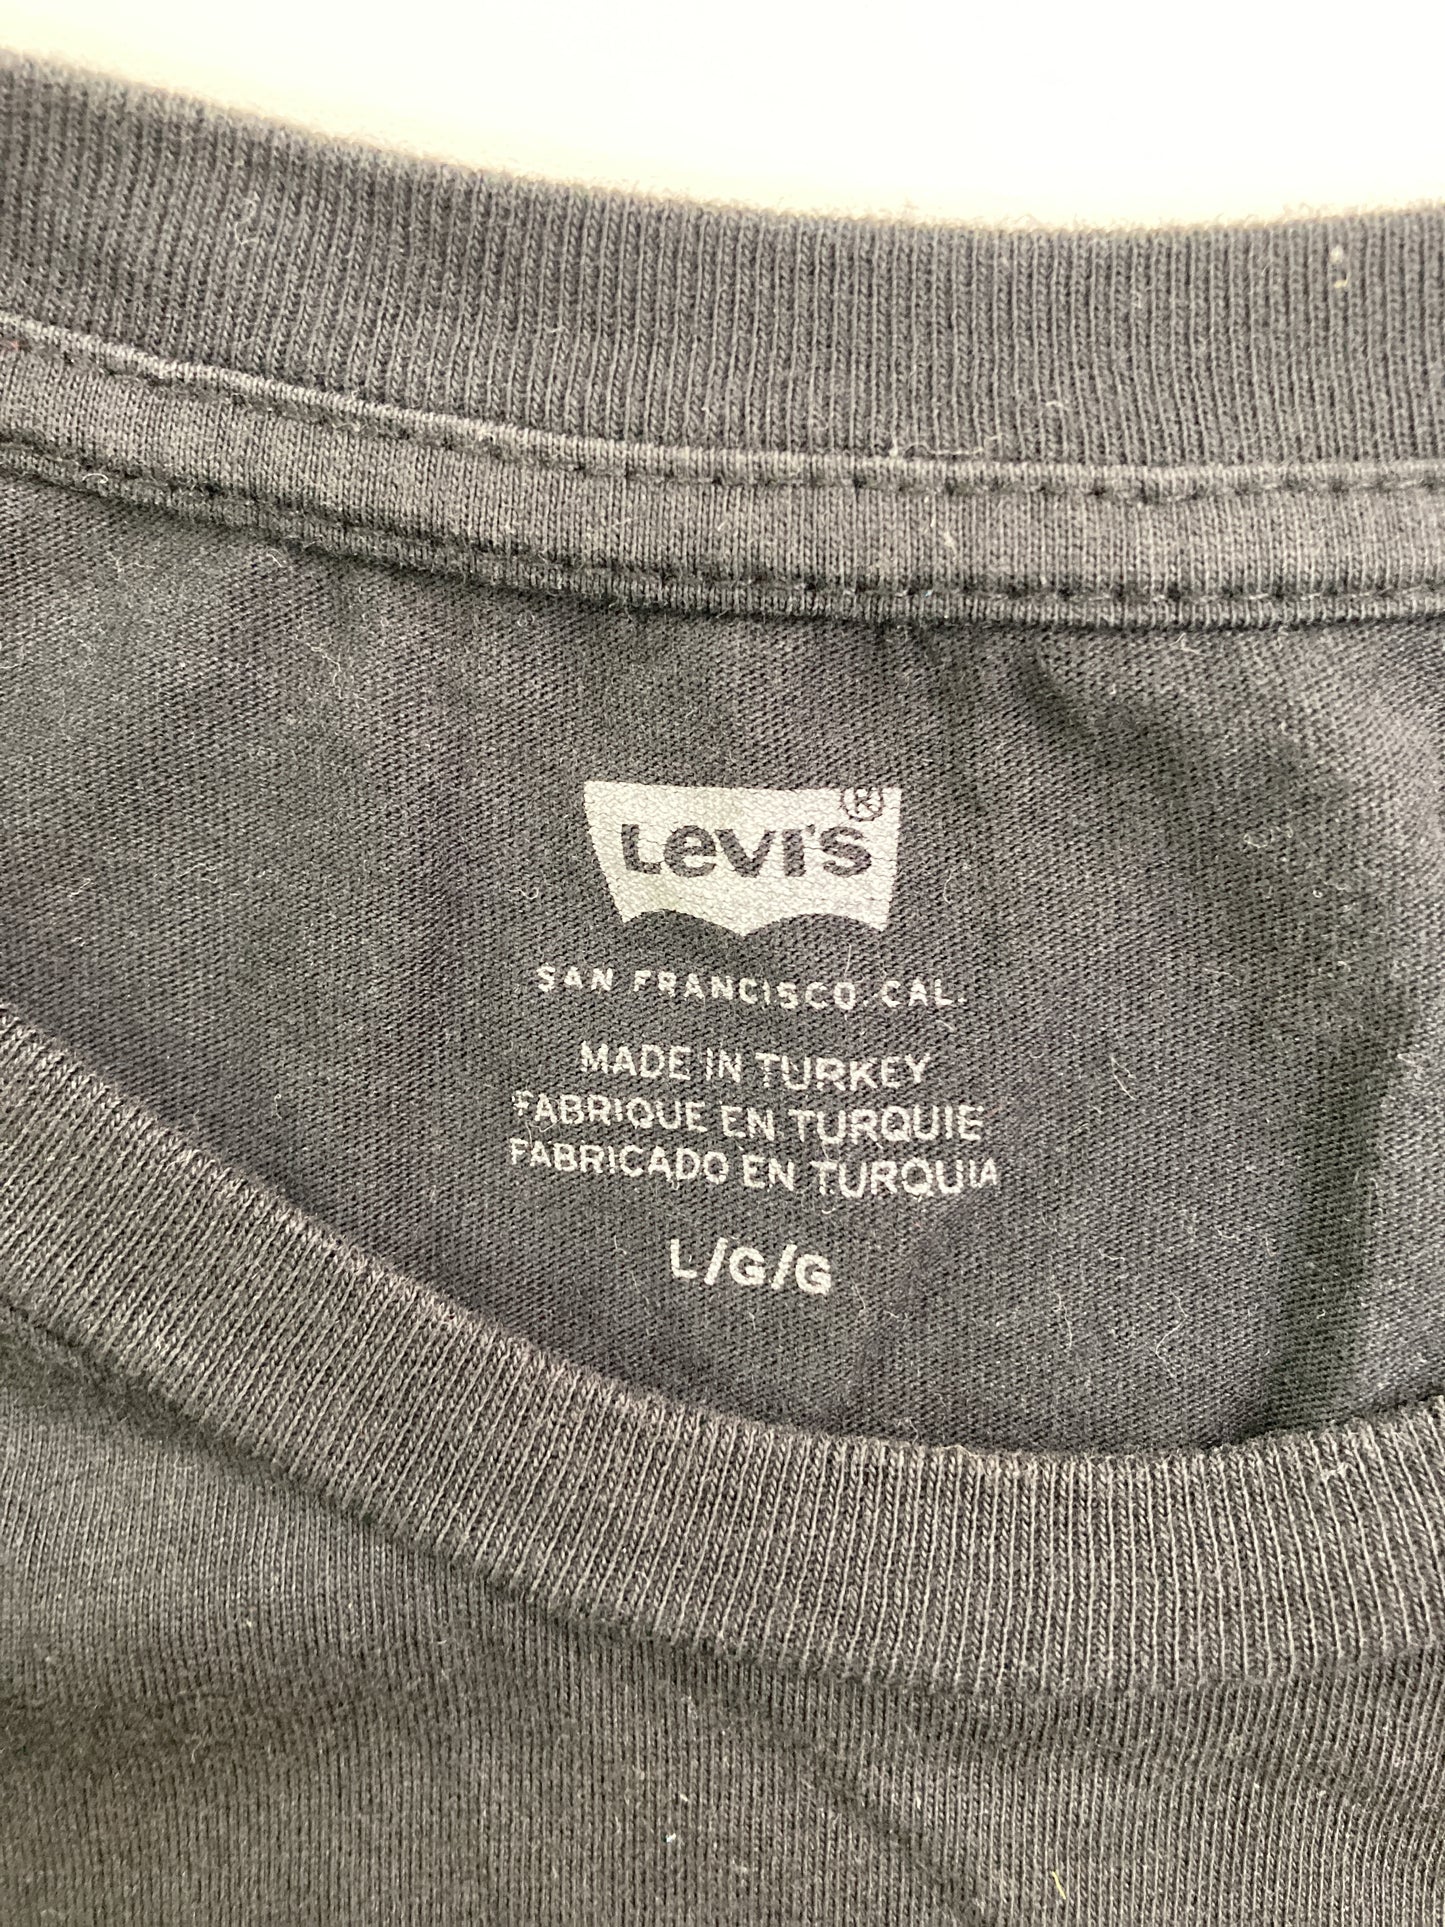 Levi's®
SAN FRANCISCO, CAL.
MADE IN TURKEY
FABRIQUE EN TURQUIE
FABRICADO EN TURQUIA
L/G/G